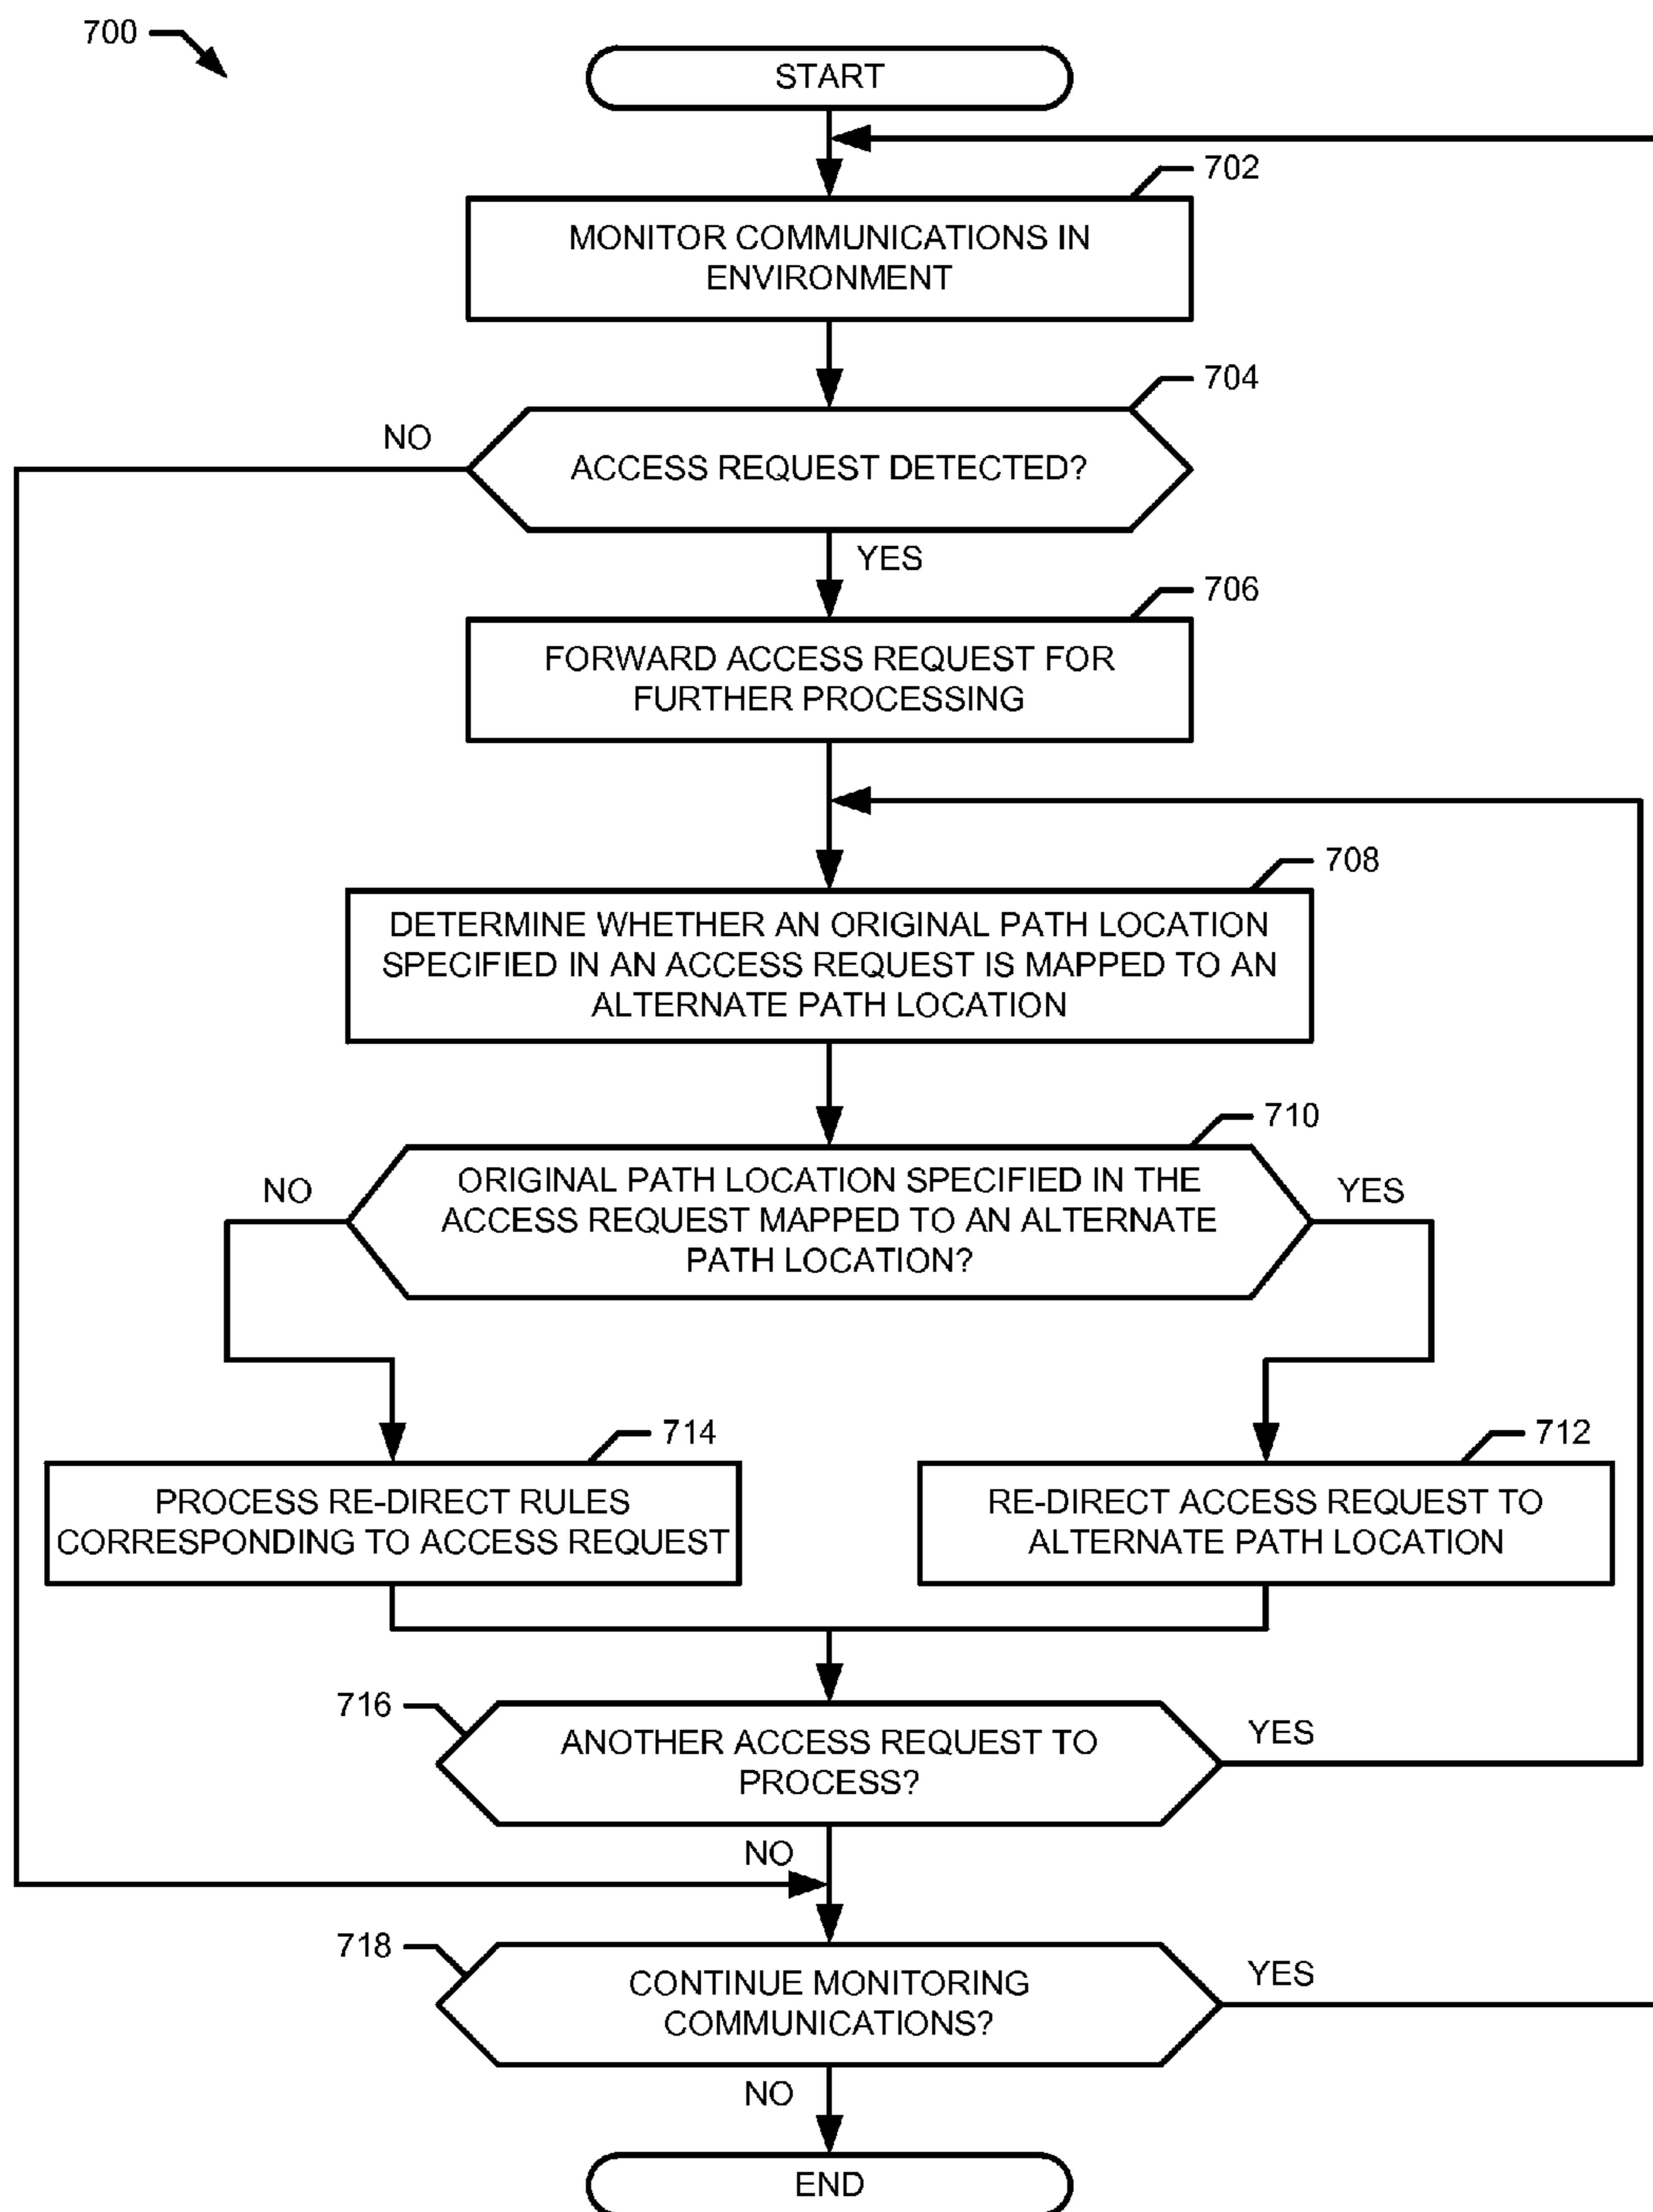 700
START
702
MONITOR COMMUNICATIONS IN
ENVIRONMENT
704
NO
ACCESS REQUEST DETECTED?
YES
706
FORWARD ACCESS REQUEST FOR
FURTHER PROCESSING
708
DETERMINE WHETHER AN ORIGINAL PATH LOCATION
SPECIFIED IN AN ACCESS REQUEST IS MAPPED TO AN
ALTERNATE PATH LOCATION
710
NO
ORIGINAL PATH LOCATION SPECIFIED IN THE
ACCESS REQUEST MAPPED TO AN ALTERNATE
PATH LOCATION?
YES
714
PROCESS RE-DIRECT RULES
CORRESPONDING TO ACCESS REQUEST
712
RE-DIRECT ACCESS REQUEST TO
ALTERNATE PATH LOCATION
716
ANOTHER ACCESS REQUEST TO
PROCESS?
YES
NO
718
CONTINUE MONITORING
COMMUNICATIONS?
YES
NO
END